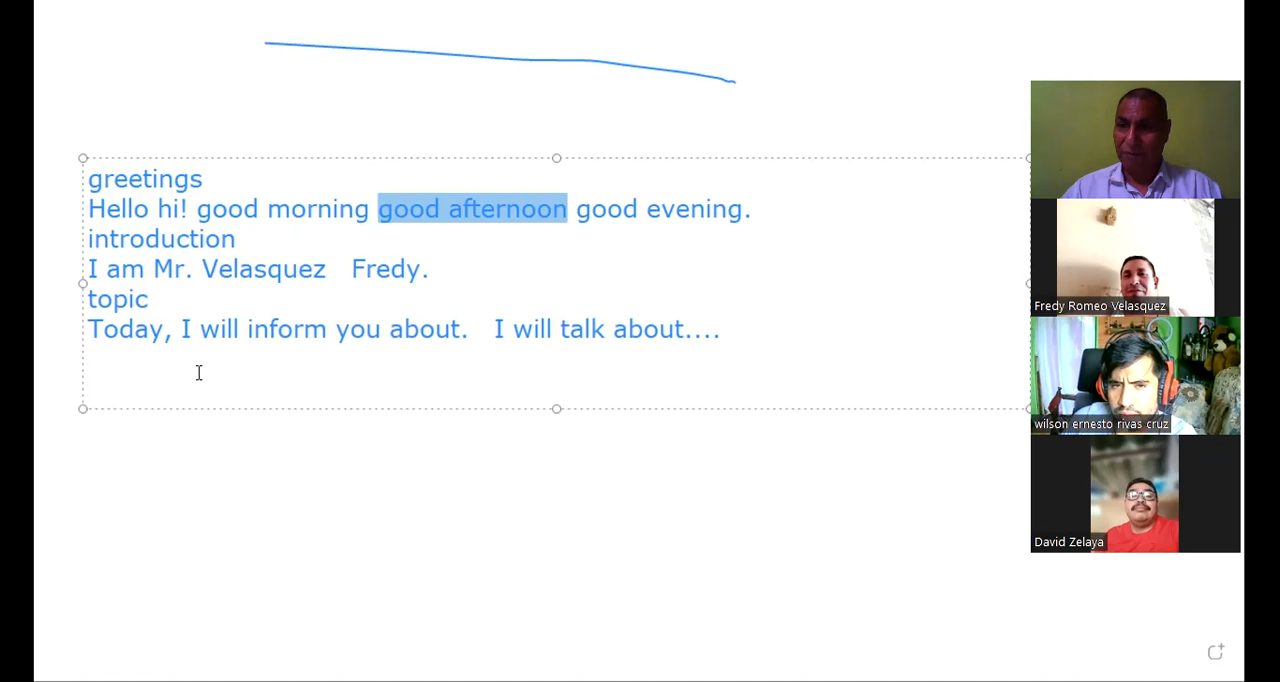 greetings
Hello hi! good morning good afternoon good evening.
introduction
I am Mr. Velasquez   Fredy.
topic
Today, I will inform you about.   I will talk about....
Fredy Romeo Velasquez
wilson ernesto rivas cruz
David Zelaya